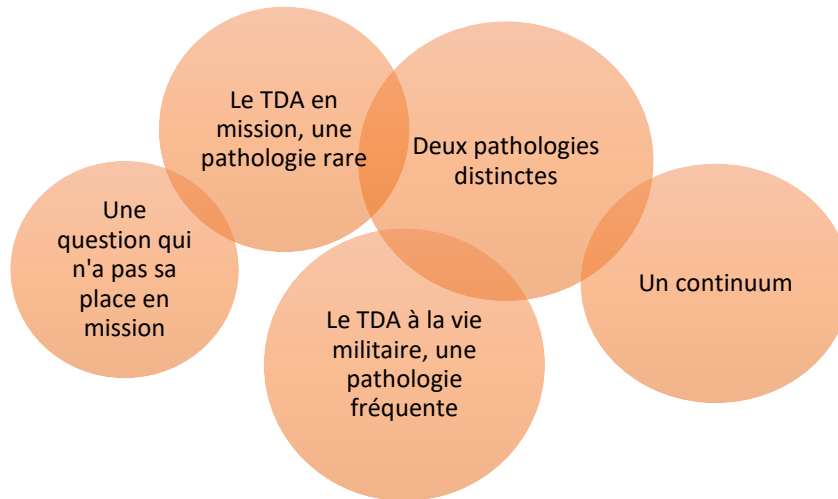 Le TDA en
mission, une
pathologie rare
Deux pathologies
distinctes
Une
question qui
n'a pas sa
place en
mission
Un continuum
Le TDA à la vie
militaire, une
pathologie
fréquente